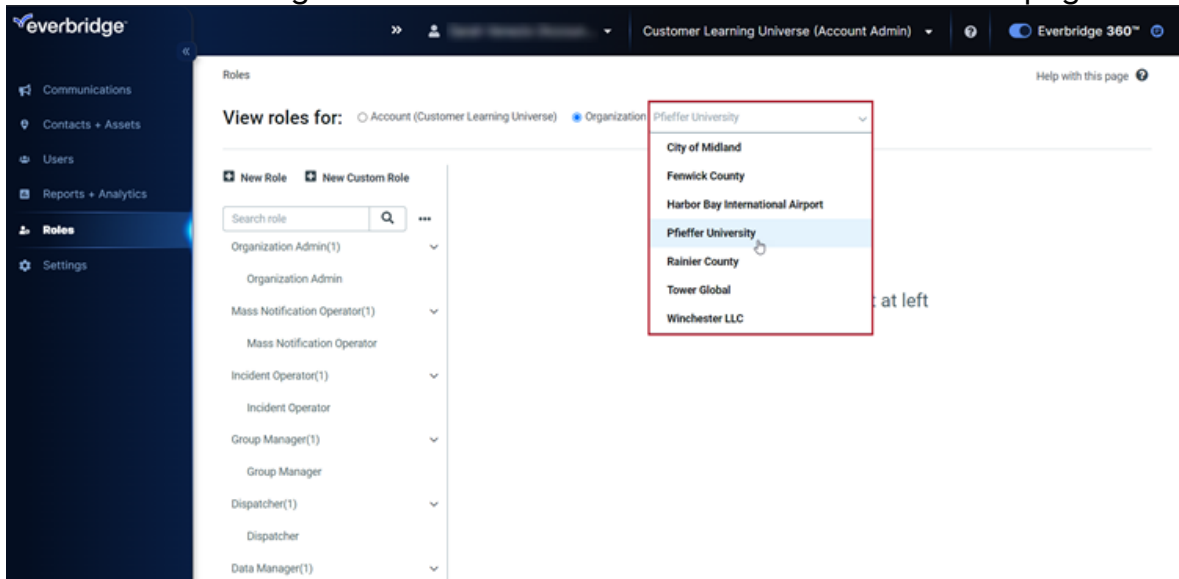 everbridge
»
Customer Learning Universe (Account Admin)
Everbridge 360™
«
Communications
Contacts + Assets
Users
Reports + Analytics
Roles
Settings
Roles
Help with this page
View roles for:
Account (Customer Learning Universe)
Organization
Pfieffer University
City of Midland
Fenwick County
Harbor Bay International Airport
Pfieffer University
Rainier County
Tower Global
Winchester LLC
New Role
New Custom Role
Search role
•••
Organization Admin(1)
Organization Admin
Mass Notification Operator(1)
Mass Notification Operator
Incident Operator(1)
Incident Operator
Group Manager(1)
Group Manager
Dispatcher(1)
Dispatcher
Data Manager(1)
at left